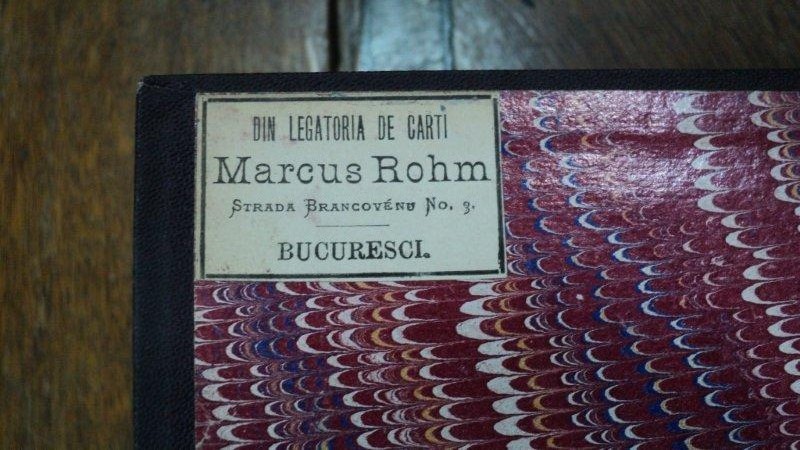 DIN LEGATORIA DE CARTI
Marcus Rohm
STRADA BRANCOVÉNU No. 3.
BUCURESCI.